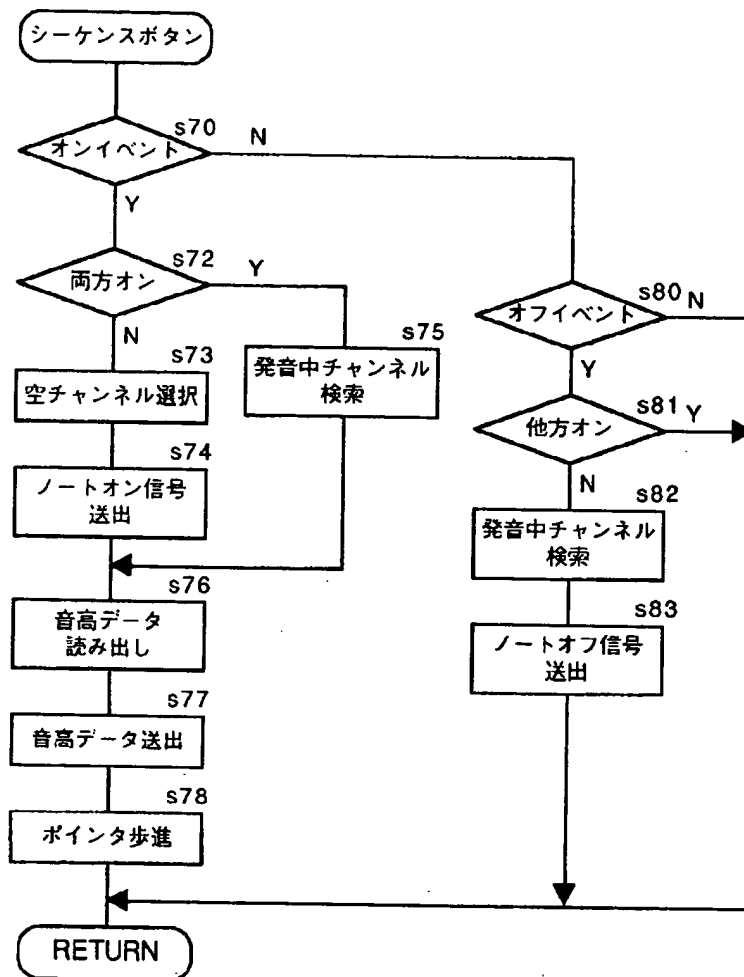 シーケンスボタン
s70
オンイベント
N
Y
s72
両方オン
Y
N
s73
空チャンネル選択
s74
ノートオン信号
送出
s75
発音中チャンネル
検索
s76
音高データ
読み出し
s77
音高データ送出
s78
ポインタ歩進
RETURN
s80
オフイベント
N
Y
s81
他方オン
Y
N
s82
発音中チャンネル
検索
s83
ノートオフ信号
送出